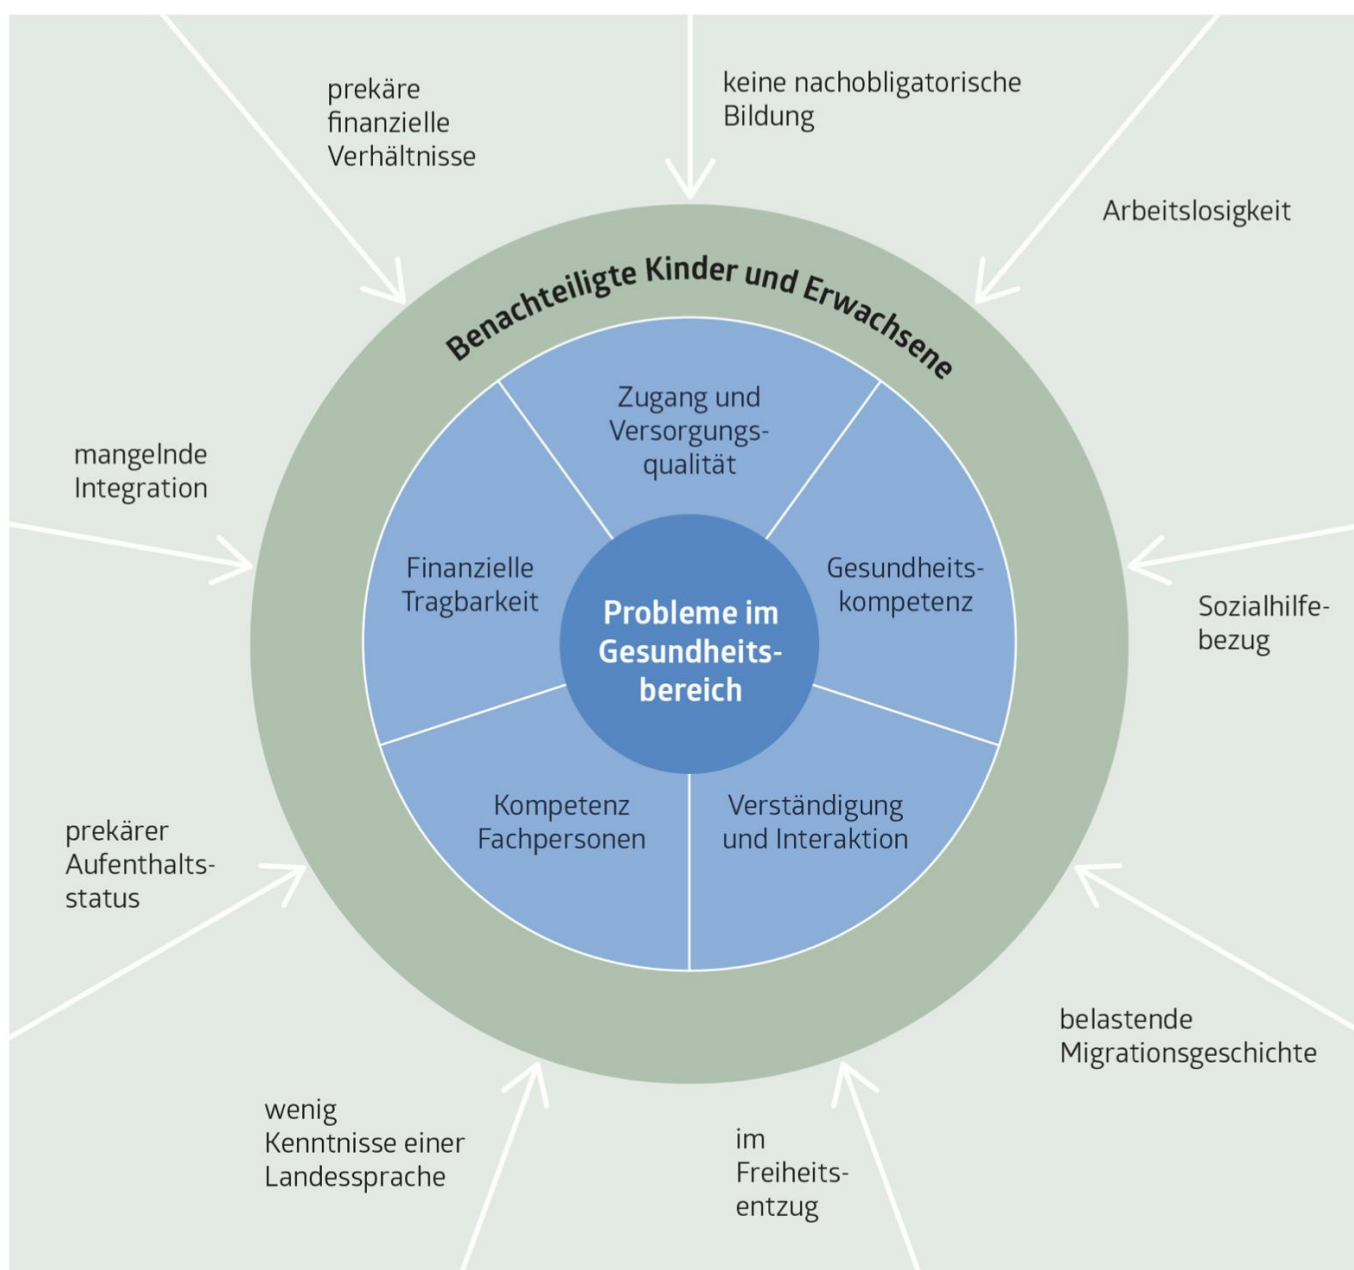 prekäre
finanzielle
Verhältnisse
keine nachobligatorische
Bildung
Arbeitslosigkeit
Benachteiligte Kinder und Erwachsene
Zugang und
Versorgungs-
qualität
mangelnde
Integration
Finanzielle
Tragbarkeit
Gesundheits-
kompetenz
Probleme im
Gesundheits-
bereich
Sozialhilfe-
bezug
Kompetenz
Fachpersonen
Verständigung
und Interaktion
prekärer
Aufenthalts-
status
belastende
Migrationsgeschichte
wenig
Kenntnisse einer
Landessprache
im
Freiheits-
entzug